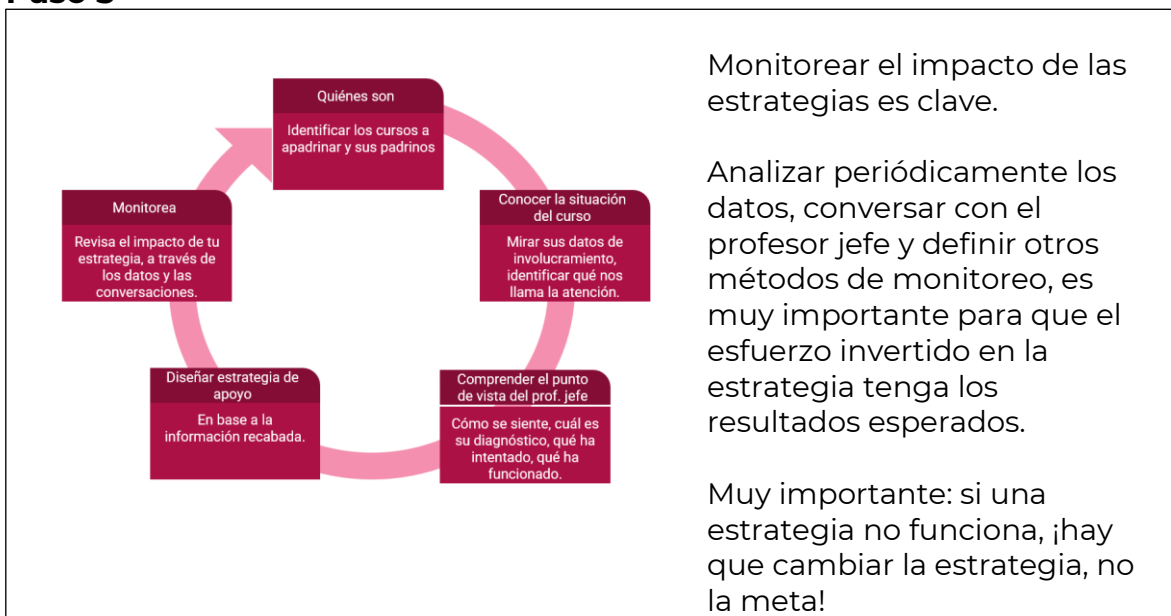 Paso 5
Quiénes son
Identificar los cursos a
apadrinar y sus padrinos
Conocer la situación
del curso
Mirar sus datos de
involucramiento,
identificar qué nos
llama la atención.
Comprender el punto
de vista del prof. jefe
Cómo se siente, cuál es
su diagnóstico, qué ha
intentado, qué ha
funcionado.
Diseñar estrategia de
apoyo
En base a la
información recabada.
Monitorea
Revisa el impacto de tu
estrategia, a través de
los datos y las
conversaciones.
Monitorear el impacto de las
estrategias es clave.
Analizar periódicamente los
datos, conversar con el
profesor jefe y definir otros
métodos de monitoreo, es
muy importante para que el
esfuerzo invertido en la
estrategia tenga los
resultados esperados.
Muy importante: si una
estrategia no funciona, ¡hay
que cambiar la estrategia, no
la meta!